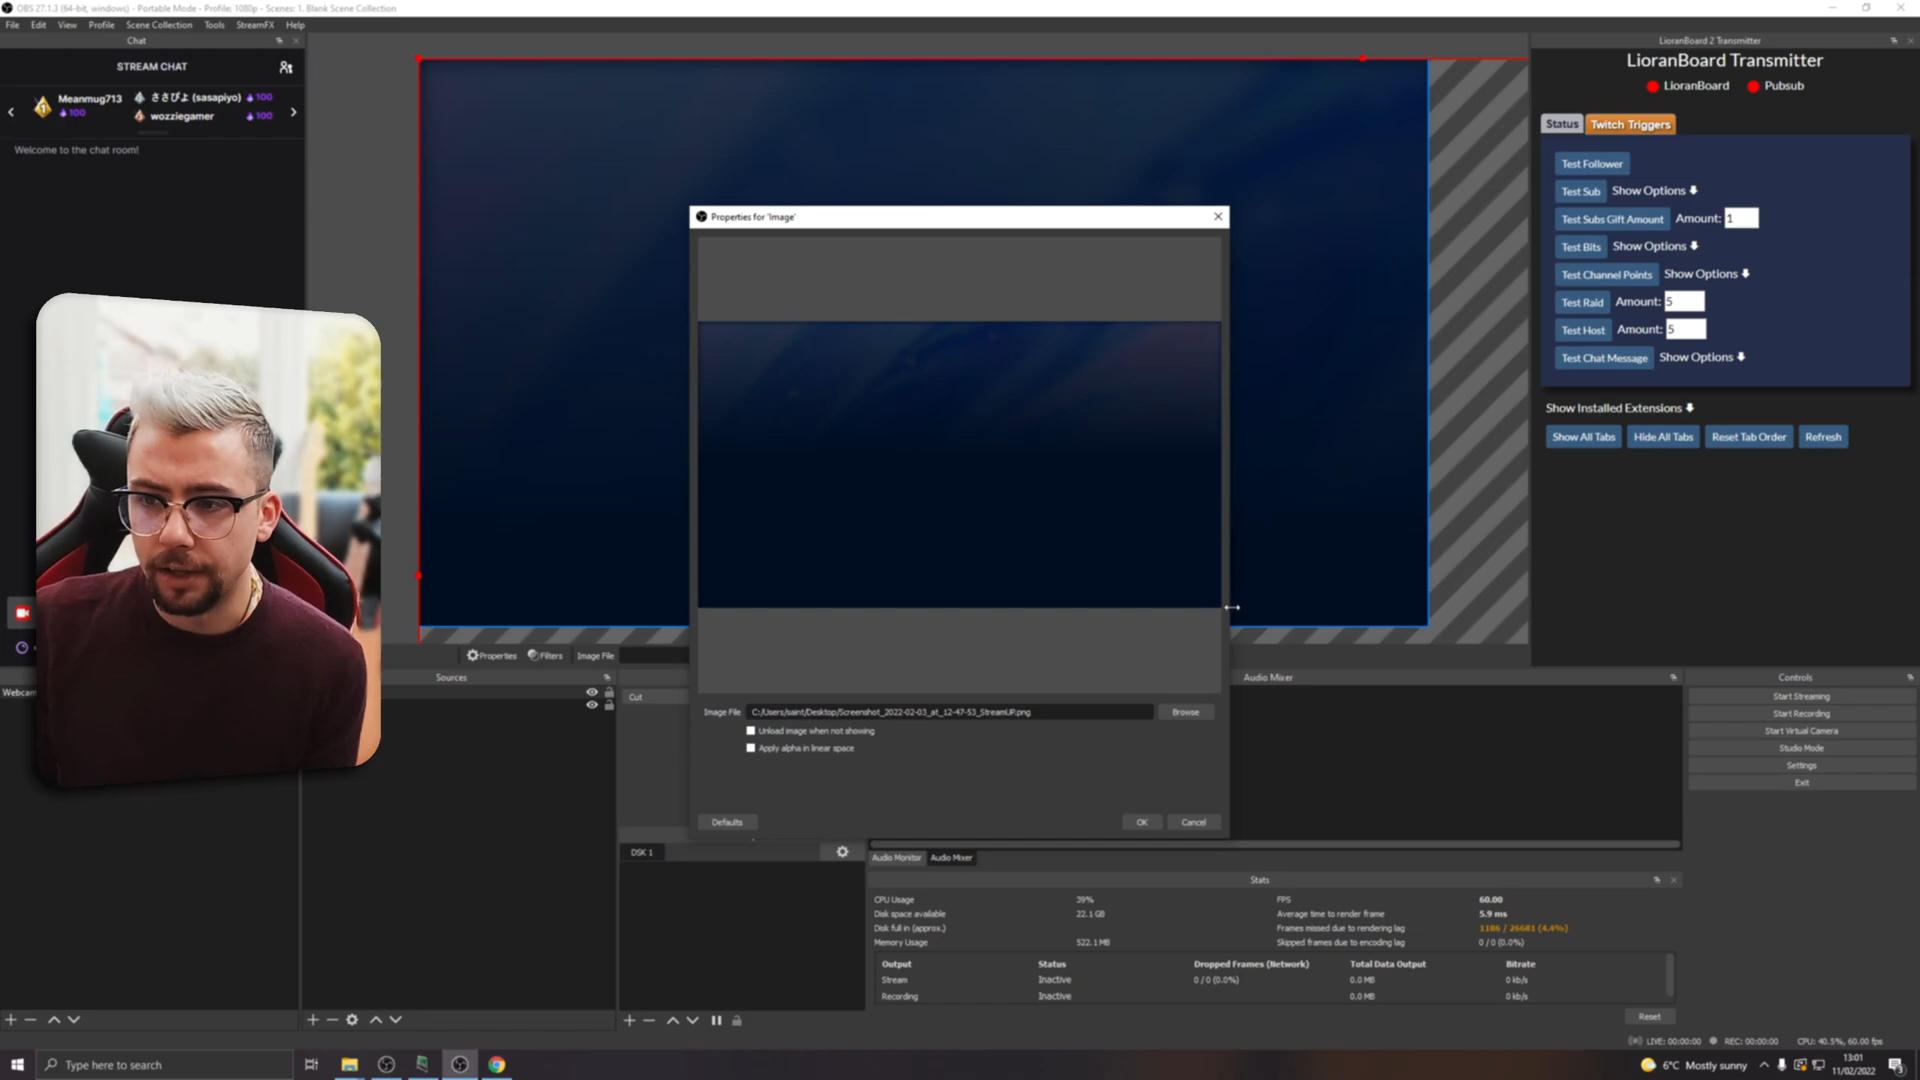 OBS 27.1.3 (64-bit, windows) - Portable Mode - Profile: 1080p - Scenes: 1. Blank Scene Collection
File Edit View Profile Scene Collection Tools StreamFX Help
Chat
STREAM CHAT
Meanmug713
100
ささぴよ (sasapiyo) 100
wozziegamer 100
Welcome to the chat room!
LioranBoard 2 Transmitter
LioranBoard Transmitter
LioranBoard Pubsub
Status Twitch Triggers
Test Follower
Test Sub Show Options
Test Subs Gift Amount Amount: 1
Test Bits Show Options
Test Channel Points Show Options
Test Raid Amount: 5
Test Host Amount: 5
Test Chat Message Show Options
Show Installed Extensions
Show All Tabs Hide All Tabs Reset Tab Order Refresh
Properties for 'Image'
Image File C:/Users/saint/Desktop/Screenshot_2022-02-03_at_12-47-53_StreamUP.png Browse
Unload image when not showing
Apply alpha in linear space
Defaults OK Cancel
Properties Filters Image File
Webcam
Sources
Cut
DSK 1
Audio Mixer
Audio Monitor Audio Mixer
Controls
Start Streaming
Start Recording
Start Virtual Camera
Studio Mode
Settings
Exit
Stats
CPU Usage 39% FPS 60.00
Disk space available 22.1 GB Average time to render frame 5.9 ms
Disk full in (approx.) Frames missed due to rendering lag 1186 / 26681 (4.4%)
Memory Usage 522.1 MB Skipped frames due to encoding lag 0 / 0 (0.0%)
Output Status Dropped Frames (Network) Total Data Output Bitrate
Stream Inactive 0 / 0 (0.0%) 0.0 MB 0 kb/s
Recording Inactive 0.0 MB 0 kb/s
Reset
LIVE: 00:00:00 REC: 00:00:00 CPU: 40.5%, 60.00 fps
Type here to search
6°C Mostly sunny
13:01
11/02/2022
3